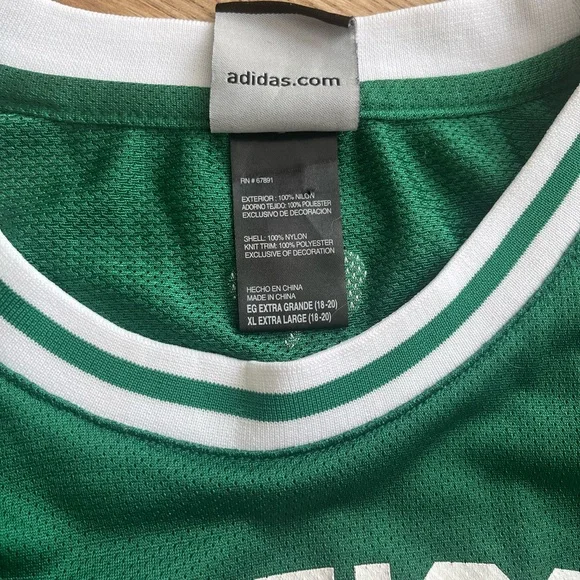 adidas.com
RN # 67891
EXTERIOR : 100% NILON
ADORNO TEJIDO: 100% POLIESTER
EXCLUSIVO DE DECORACION
SHELL: 100% NYLON
KNIT TRIM: 100% POLYESTER
EXCLUSIVE OF DECORATION
HECHO EN CHINA
MADE IN CHINA
EG EXTRA GRANDE (18-20)
XL EXTRA LARGE (18-20)